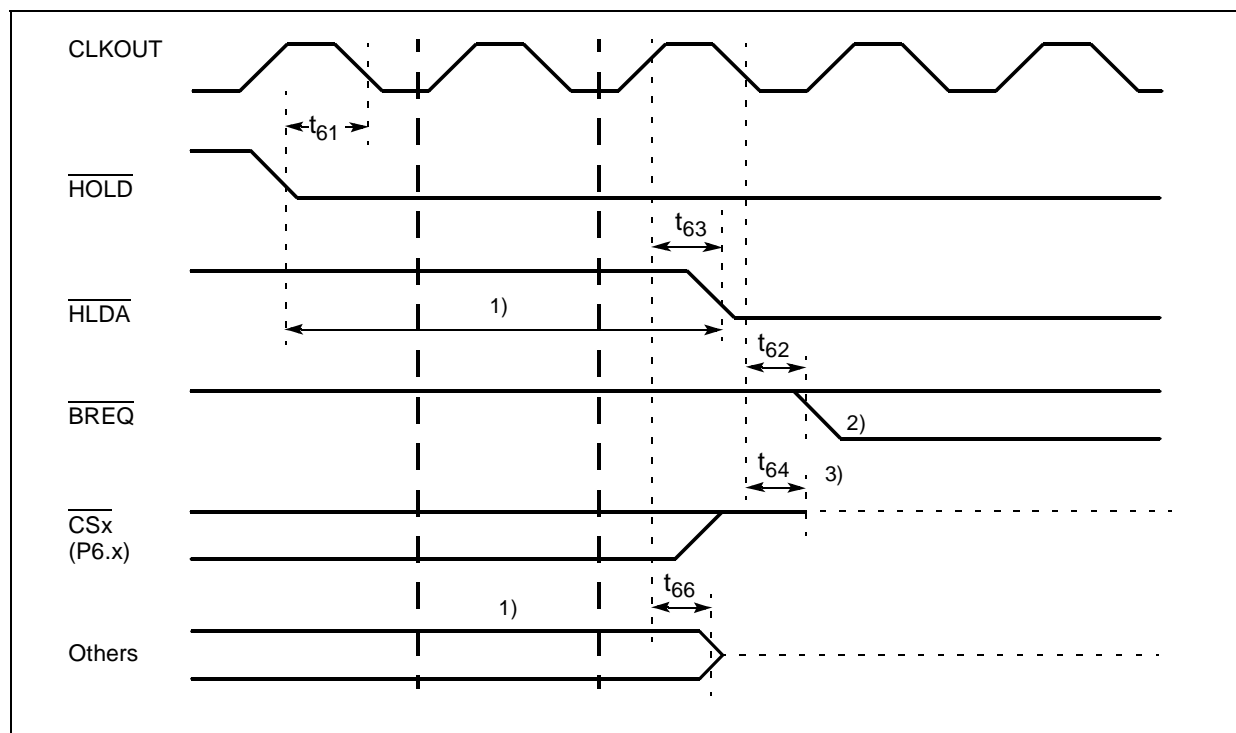 CLKOUT
t61
HOLD
t63
HLDA
1)
t62
BREQ
2)
t64
3)
CSx
(P6.x)
t66
1)
Others